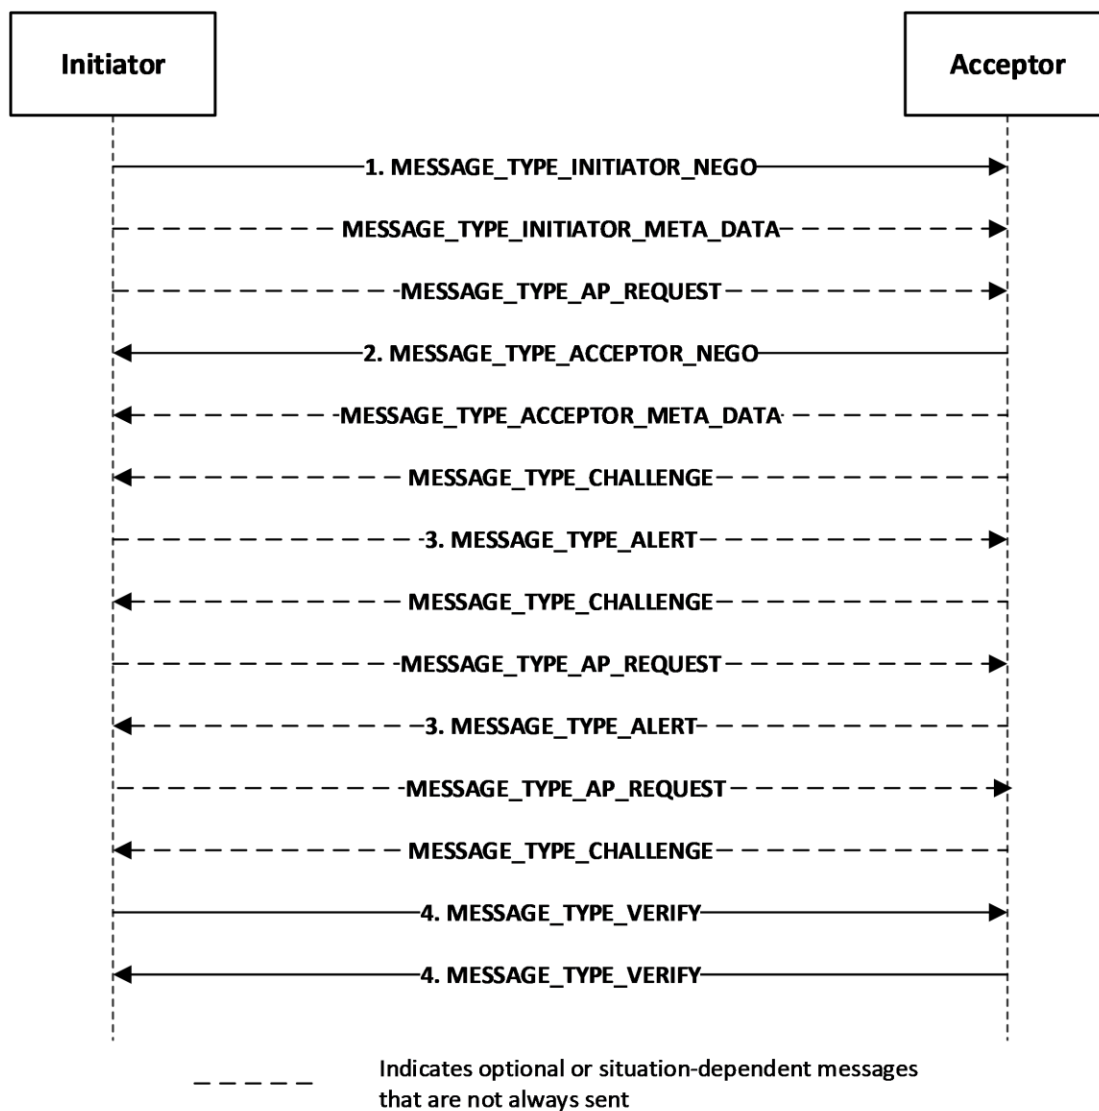 Initiator
Acceptor
1. MESSAGE_TYPE_INITIATOR_NEGO
MESSAGE_TYPE_INITIATOR_META_DATA
MESSAGE_TYPE_AP_REQUEST
2. MESSAGE_TYPE_ACCEPTOR_NEGO
MESSAGE_TYPE_ACCEPTOR_META_DATA
MESSAGE_TYPE_CHALLENGE
3. MESSAGE_TYPE_ALERT
MESSAGE_TYPE_CHALLENGE
MESSAGE_TYPE_AP_REQUEST
3. MESSAGE_TYPE_ALERT
MESSAGE_TYPE_AP_REQUEST
MESSAGE_TYPE_CHALLENGE
4. MESSAGE_TYPE_VERIFY
4. MESSAGE_TYPE_VERIFY
Indicates optional or situation-dependent messages
that are not always sent